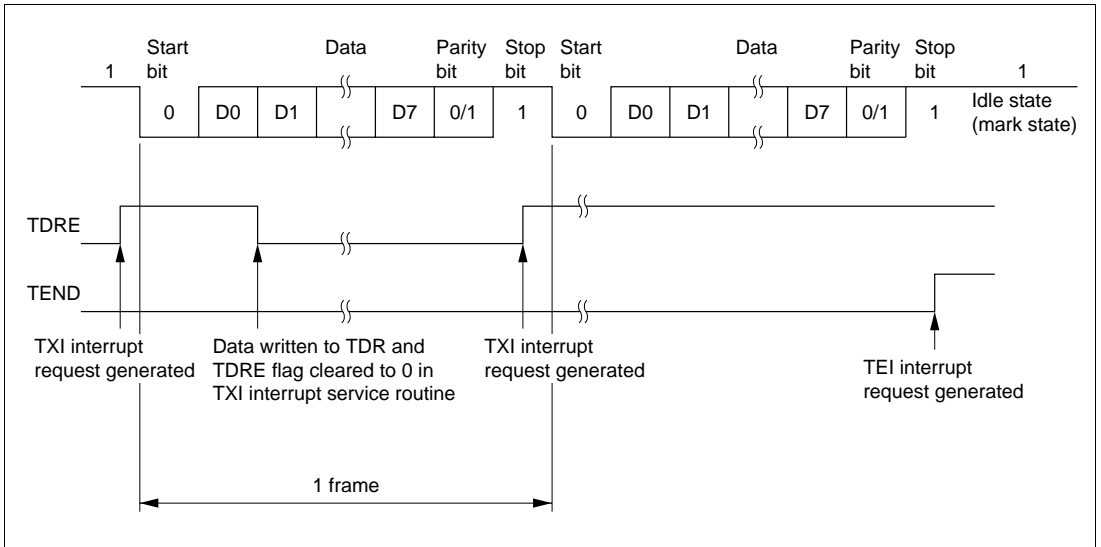 Start
bit
Data
Parity
bit
Stop
bit
Start
bit
Data
Parity
bit
Stop
bit
1
1
0
D0
D1
D7
0/1
1
0
D0
D1
D7
0/1
1
Idle state
(mark state)
TDRE
TEND
TXI interrupt
request generated
Data written to TDR and
TDRE flag cleared to 0 in
TXI interrupt service routine
TXI interrupt
request generated
TEI interrupt
request generated
1 frame